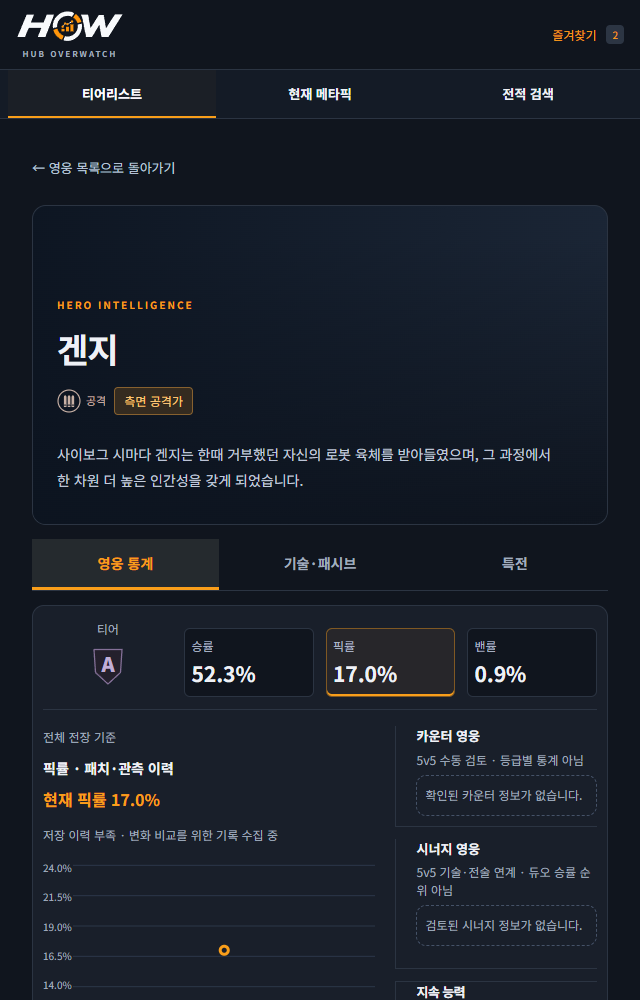 HOW
HUB OVERWATCH
즐겨찾기 2
티어리스트
현재 메타픽
전적 검색
← 영웅 목록으로 돌아가기
HERO INTELLIGENCE
겐지
공격
측면 공격가
사이보그 시마다 겐지는 한때 거부했던 자신의 로봇 육체를 받아들였으며, 그 과정에서
한 차원 더 높은 인간성을 갖게 되었습니다.
영웅 통계
기술·패시브
특전
티어
A
승률
52.3%
픽률
17.0%
밴률
0.9%
전체 전장 기준
픽률 · 패치·관측 이력
현재 픽률 17.0%
저장 이력 부족 · 변화 비교를 위한 기록 수집 중
24.0%
21.5%
19.0%
16.5%
14.0%
카운터 영웅
5v5 수동 검토 · 등급별 통계 아님
확인된 카운터 정보가 없습니다.
시너지 영웅
5v5 기술·전술 연계 · 듀오 승률 순
위 아님
검토된 시너지 정보가 없습니다.
지속 능력